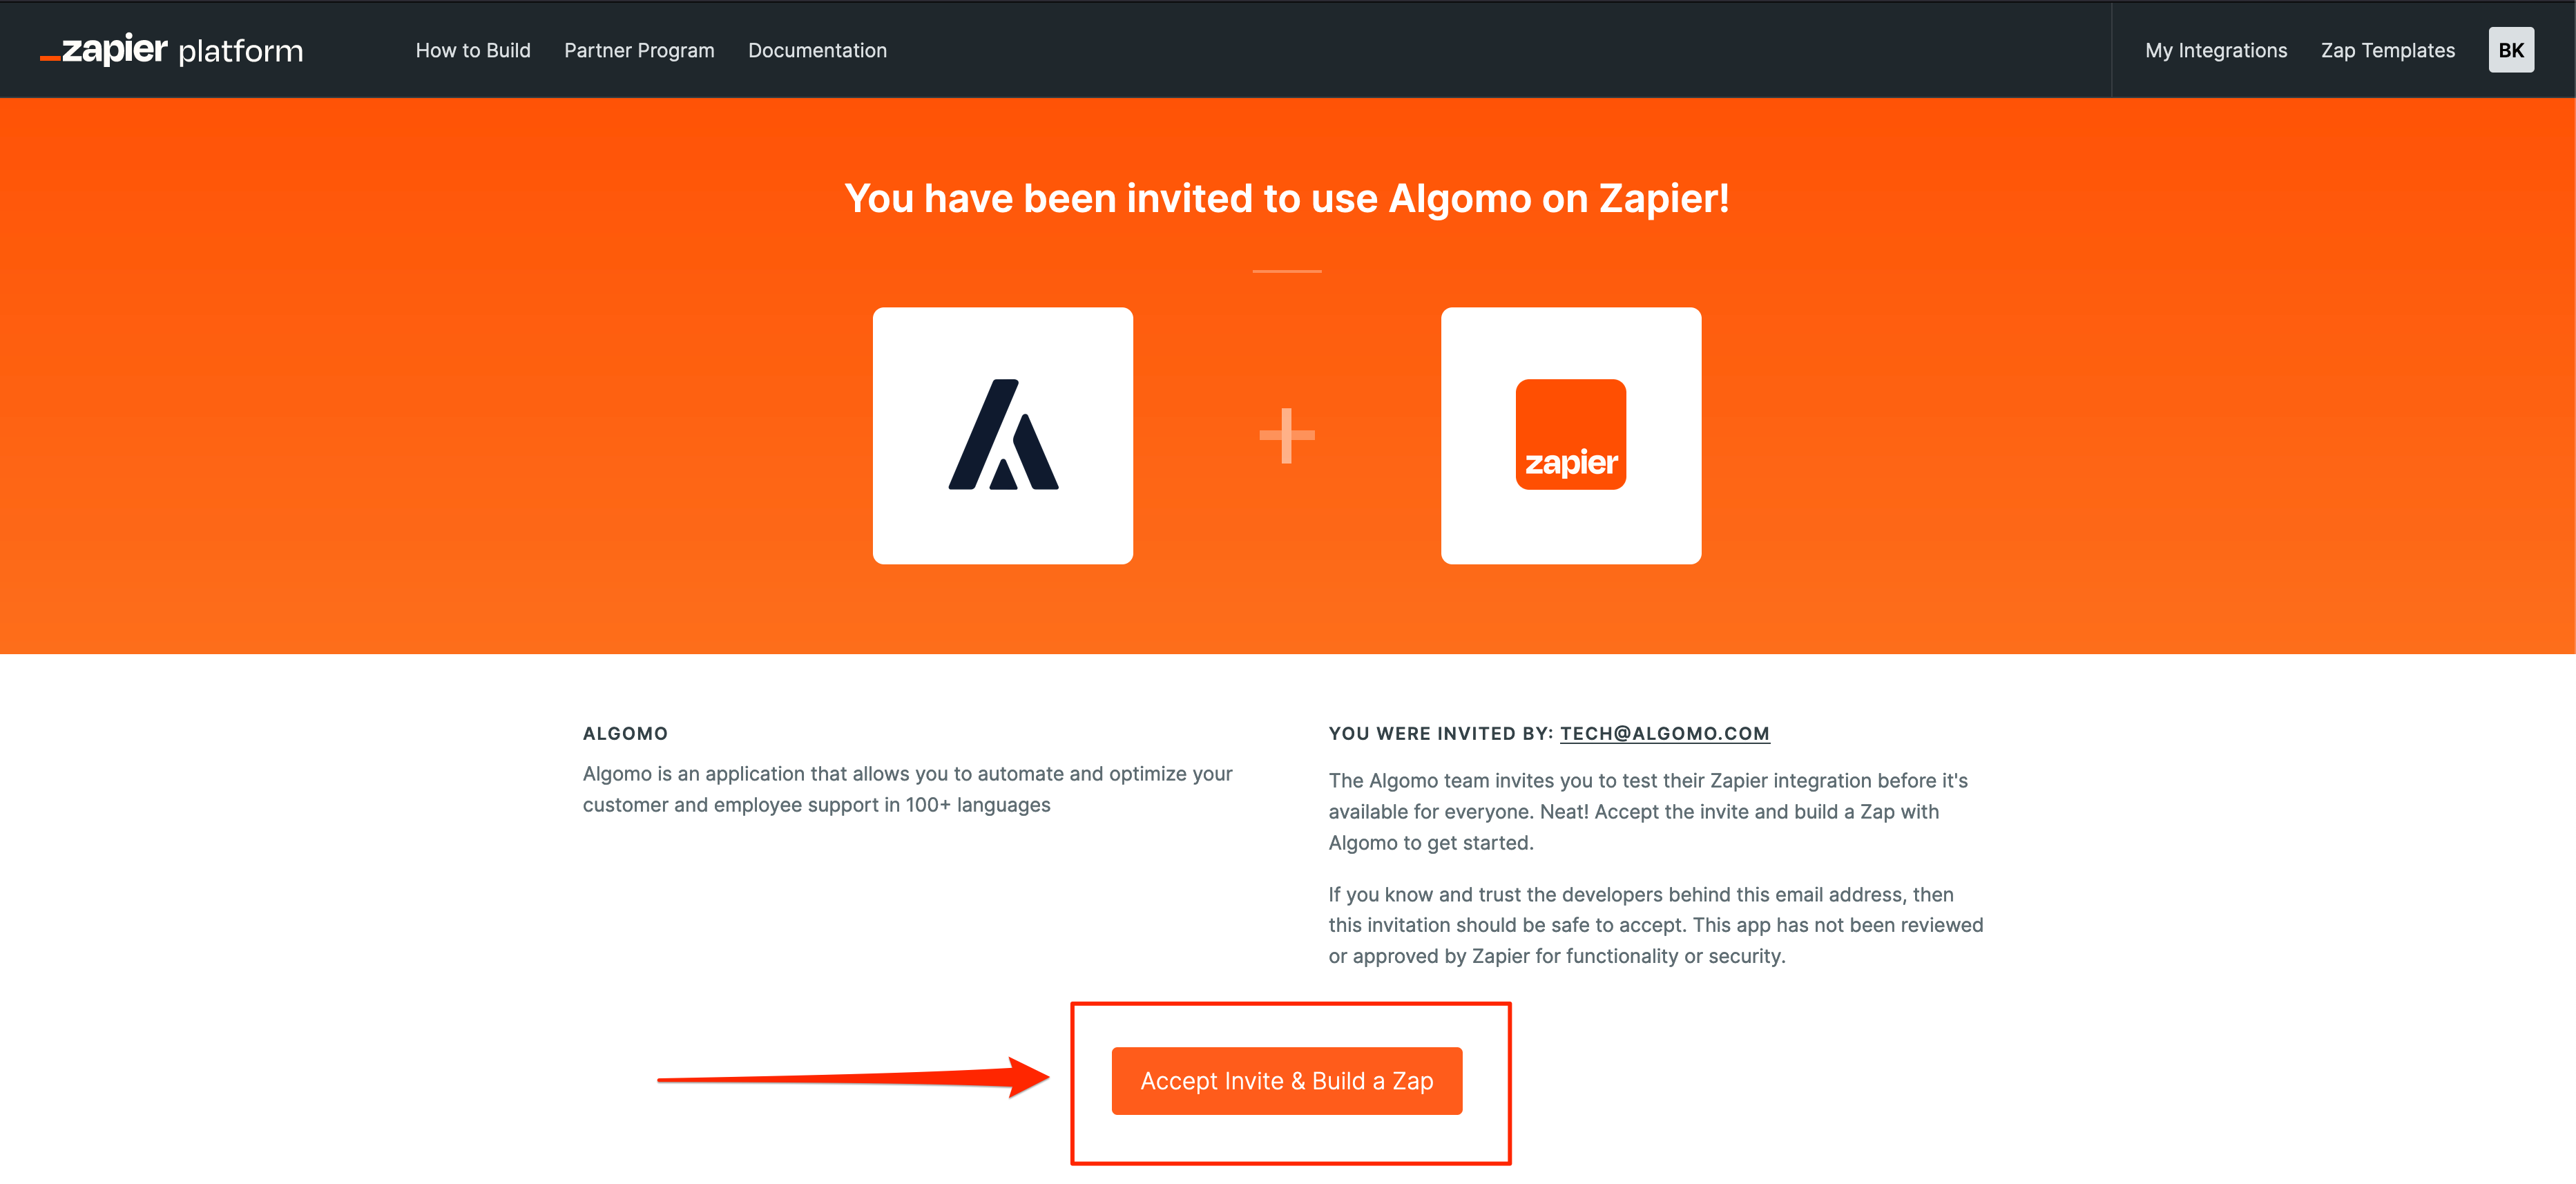 zapier platform How to Build Partner Program Documentation My Integrations Zap Templates BK
You have been invited to use Algomo on Zapier!
zapier
ALGOMO
Algomo is an application that allows you to automate and optimize your
customer and employee support in 100+ languages
YOU WERE INVITED BY: TECH@ALGOMO.COM
The Algomo team invites you to test their Zapier integration before it's
available for everyone. Neat! Accept the invite and build a Zap with
Algomo to get started.
If you know and trust the developers behind this email address, then
this invitation should be safe to accept. This app has not been reviewed
or approved by Zapier for functionality or security.
Accept Invite & Build a Zap